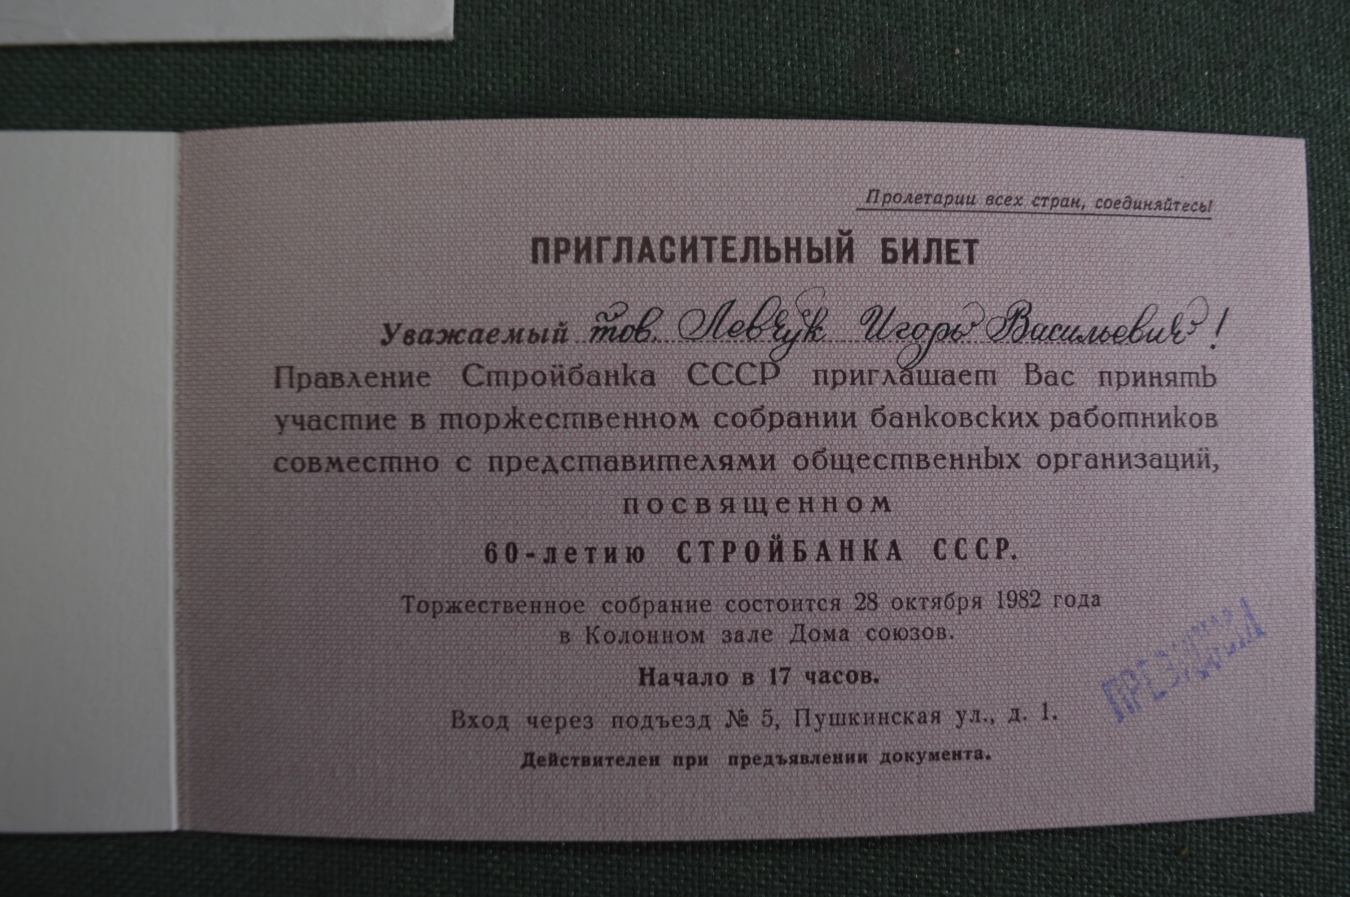 Пролетарии всех стран, соединяйтесь!
ПРИГЛАСИТЕЛЬНЫЙ БИЛЕТ
Уважаемый тов. Левчук Игорь Васильевич!
Правление Стройбанка СССР приглашает Вас принять
участие в торжественном собрании банковских работников
совместно с представителями общественных организаций,
посвященном
60-летию СТРОЙБАНКА СССР.
Торжественное собрание состоится 28 октября 1982 года
в Колонном зале Дома союзов.
Начало в 17 часов.
Вход через подъезд № 5, Пушкинская ул., д. 1.
Действителен при предъявлении документа.
ПРЕЗИДИУМ